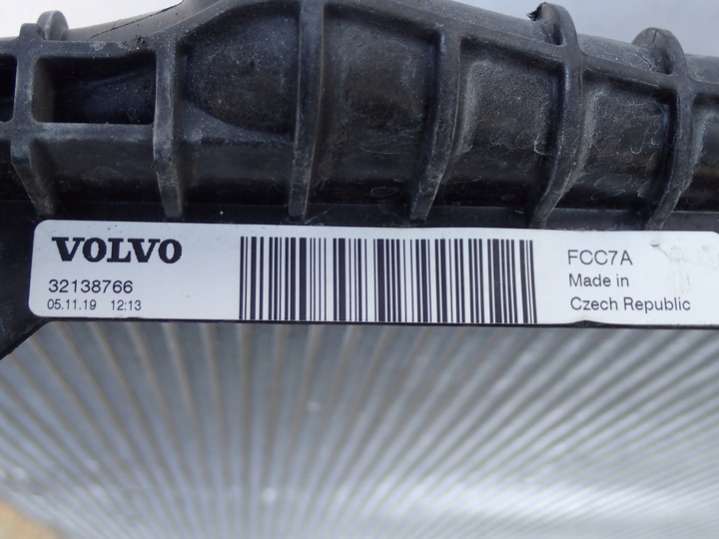 VOLVO
32138766
05.11.19 12:13
FCC7A
Made in
Czech Republic